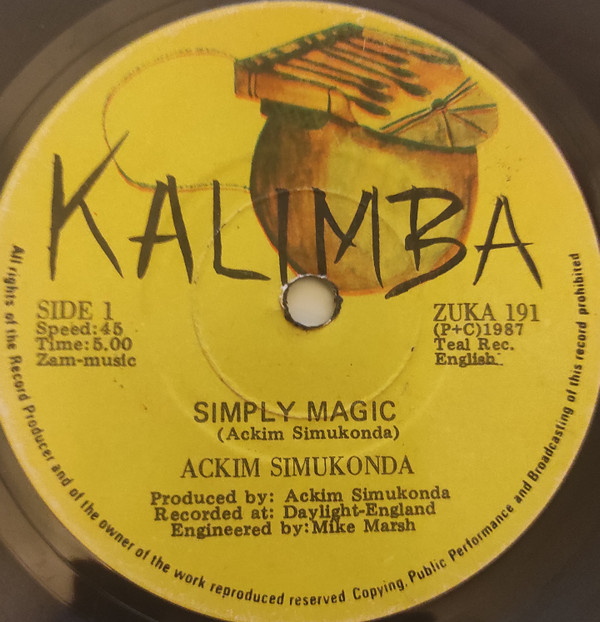 KALIMBA
SIDE 1
Speed:45
Time:5.00
Zam-music
ZUKA 191
(P+C)1987
Teal Rec.
English
SIMPLY MAGIC
(Ackim Simukonda)
ACKIM SIMUKONDA
Produced by: Ackim Simukonda
Recorded at: Daylight-England
Engineered by:Mike Marsh
All rights of the Record Producer and of the owner of the work reproduced reserved Copying, Public Performance and Broadcasting of this record prohibited